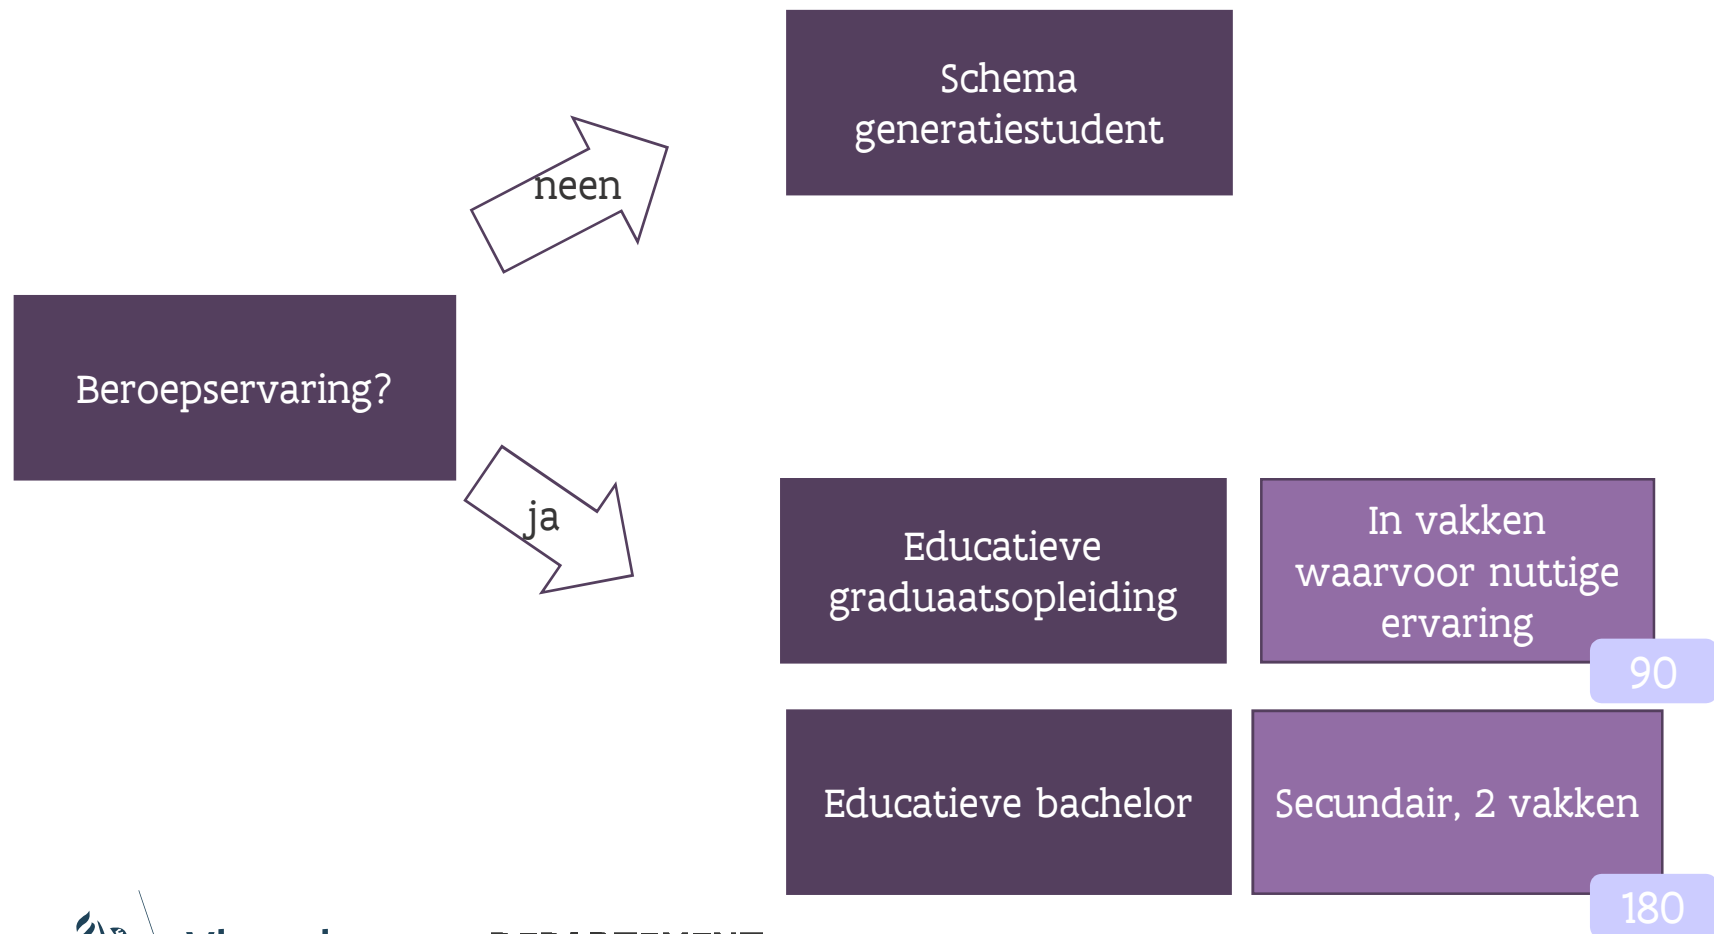 Schema
generatiestudent
neen
Beroepservaring?
ja
Educatieve
graduaatsopleiding
In vakken
waarvoor nuttige
ervaring
90
Educatieve bachelor
Secundair, 2 vakken
180
DEPARTEMENT